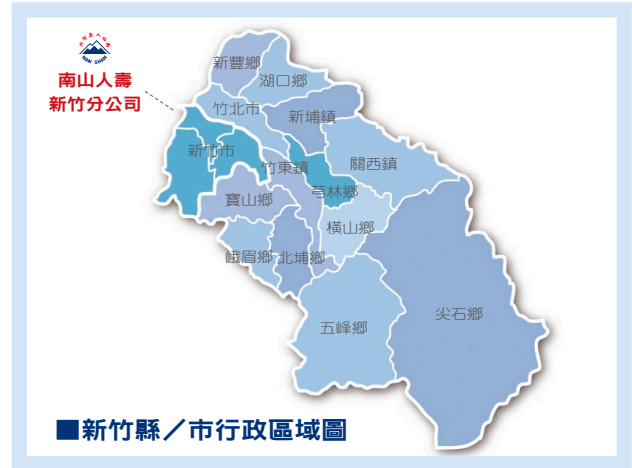 NAN SHAN
南山人壽
新竹分公司
新豐鄉
湖口鄉
竹北市
新埔鎮
新竹市
竹東鎮
關西鎮
芎林鄉
寶山鄉
橫山鄉
峨眉鄉
北埔鄉
尖石鄉
五峰鄉
■新竹縣／市行政區域圖